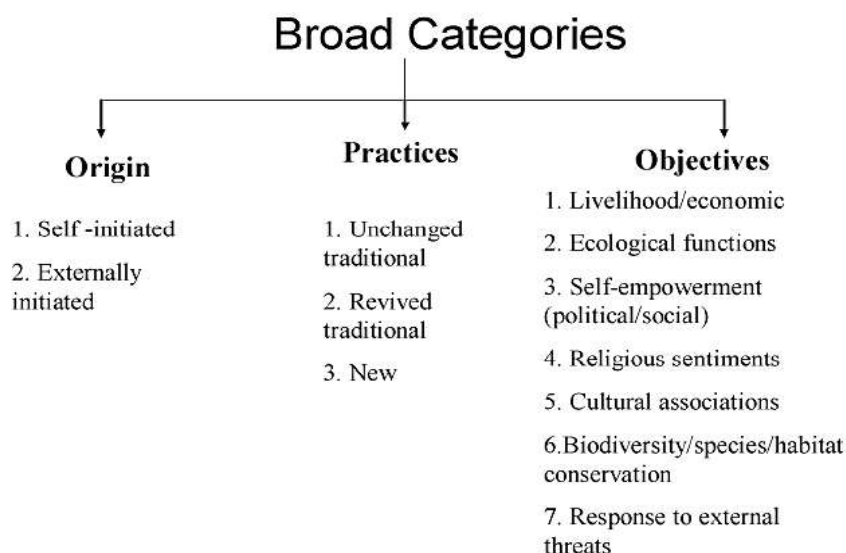 Broad Categories
Origin
1. Self -initiated
2. Externally
initiated
Practices
1. Unchanged
traditional
2. Revived
traditional
3. New
Objectives
1. Livelihood/economic
2. Ecological functions
3. Self-empowerment
(political/social)
4. Religious sentiments
5. Cultural associations
6.Biodiversity/species/habitat
conservation
7. Response to external
threats